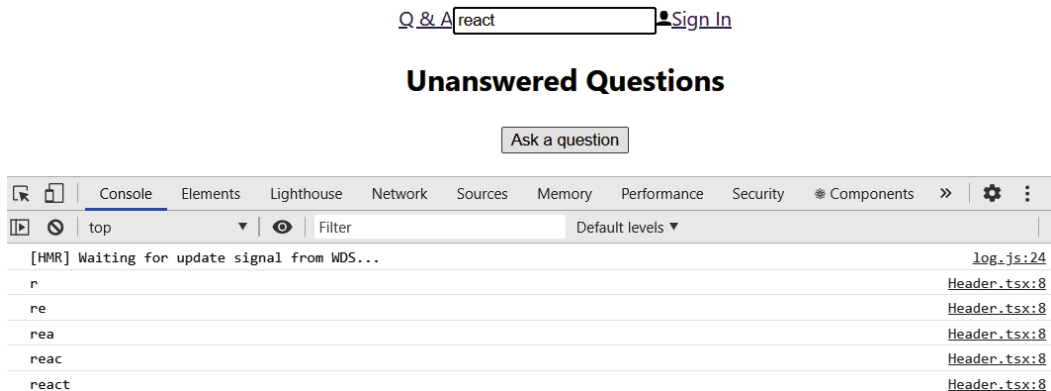 Q & A react Sign In
Unanswered Questions
Ask a question
Console Elements Lighthouse Network Sources Memory Performance Security Components »
top Filter Default levels
[HMR] Waiting for update signal from WDS... log.js:24
r Header.tsx:8
re Header.tsx:8
rea Header.tsx:8
reac Header.tsx:8
react Header.tsx:8